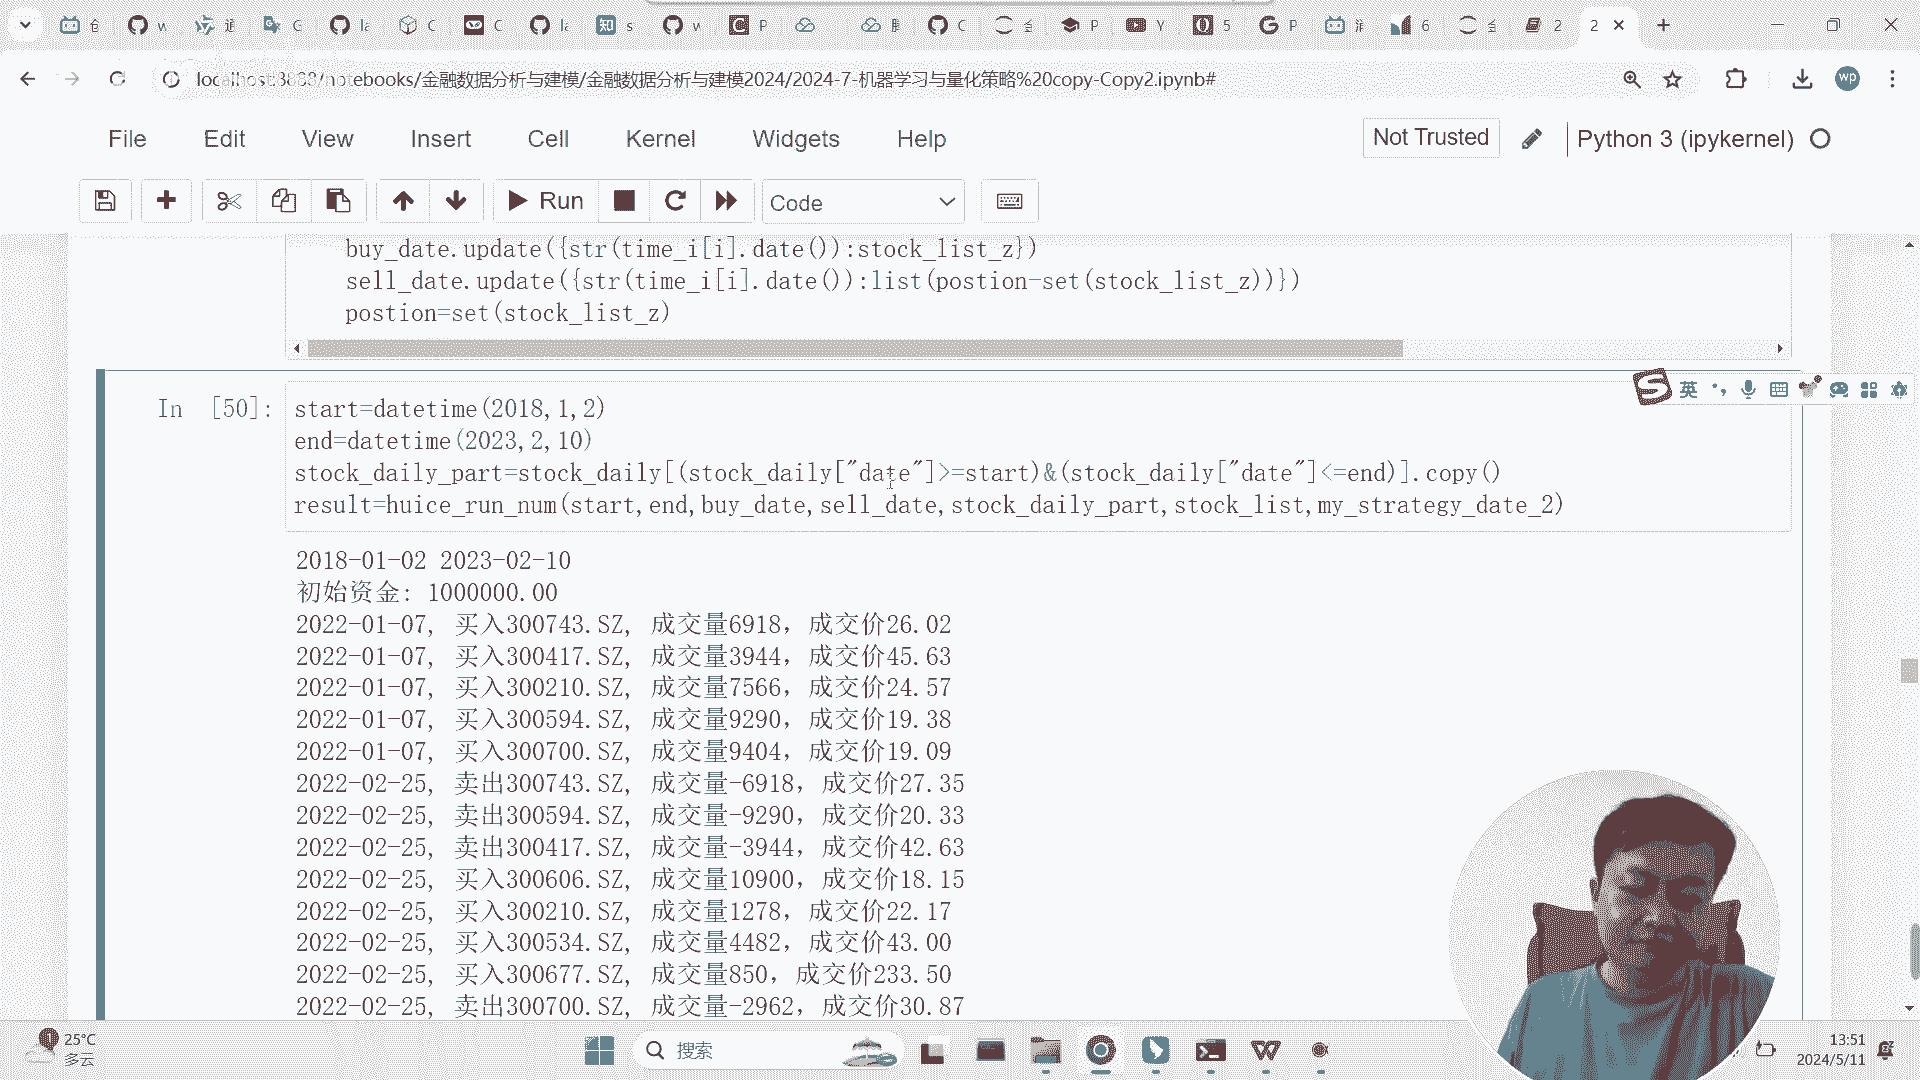 localhost:8888/notebooks/金融数据分析与建模/金融数据分析与建模2024/2024-7-机器学习与量化策略%20copy-Copy2.ipynb#
wp
File Edit View Insert Cell Kernel Widgets Help
Not Trusted
Python 3 (ipykernel)
Run
Code
buy_date.update({str(time_i[i].date()):stock_list_z})
sell_date.update({str(time_i[i].date()):list(postion-set(stock_list_z))})
postion=set(stock_list_z)
In [50]:
start=datetime(2018,1,2)
end=datetime(2023,2,10)
stock_daily_part=stock_daily[(stock_daily["date"]>=start)&(stock_daily["date"]<=end)].copy()
result=huice_run_num(start,end,buy_date,sell_date,stock_daily_part,stock_list,my_strategy_date_2)
英
2018-01-02 2023-02-10
初始资金: 1000000.00
2022-01-07, 买入300743.SZ, 成交量6918，成交价26.02
2022-01-07, 买入300417.SZ, 成交量3944，成交价45.63
2022-01-07, 买入300210.SZ, 成交量7566，成交价24.57
2022-01-07, 买入300594.SZ, 成交量9290，成交价19.38
2022-01-07, 买入300700.SZ, 成交量9404，成交价19.09
2022-02-25, 卖出300743.SZ, 成交量-6918，成交价27.35
2022-02-25, 卖出300594.SZ, 成交量-9290，成交价20.33
2022-02-25, 卖出300417.SZ, 成交量-3944，成交价42.63
2022-02-25, 买入300606.SZ, 成交量10900，成交价18.15
2022-02-25, 买入300210.SZ, 成交量1278，成交价22.17
2022-02-25, 买入300534.SZ, 成交量4482，成交价43.00
2022-02-25, 买入300677.SZ, 成交量850，成交价233.50
2022-02-25, 卖出300700.SZ, 成交量-2962，成交价30.87
25°C
多云
搜索
13:51
2024/5/11